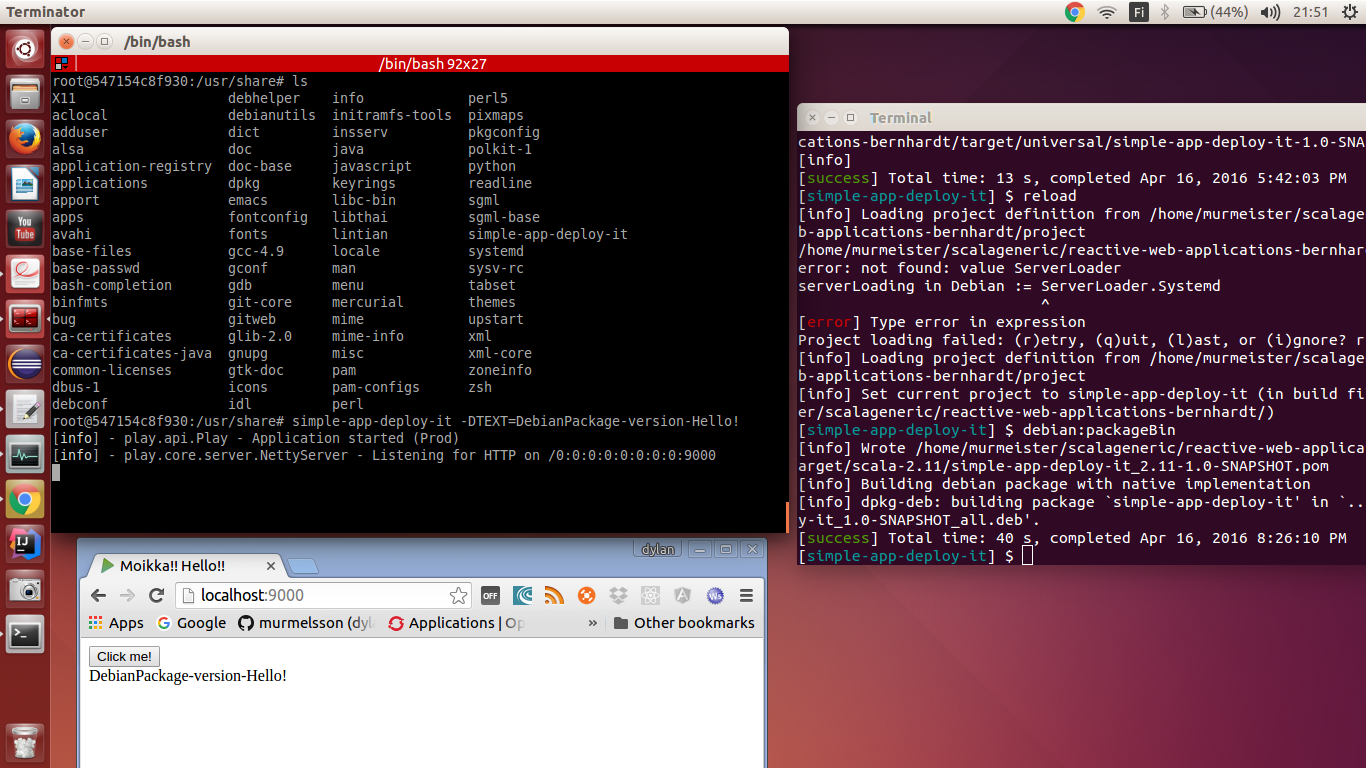 Terminator
Fi
(44%)
21:51
/bin/bash
/bin/bash 92x27
root@547154c8f930:/usr/share# ls
X11 debhelper info perl5
aclocal debianutils initramfs-tools pixmaps
adduser dict insserv pkgconfig
alsa doc java polkit-1
application-registry doc-base javascript python
applications dpkg keyrings readline
apport emacs libc-bin sgml
apps fontconfig libthai sgml-base
avahi fonts lintian simple-app-deploy-it
base-files gcc-4.9 locale systemd
base-passwd gconf man sysv-rc
bash-completion gdb menu tabset
binfmts git-core mercurial themes
bug gitweb mime upstart
ca-certificates glib-2.0 mime-info xml
ca-certificates-java gnupg misc xml-core
common-licenses gtk-doc pam zoneinfo
dbus-1 icons pam-configs zsh
debconf idl perl
root@547154c8f930:/usr/share# simple-app-deploy-it -DTEXT=DebianPackage-version-Hello!
[info] - play.api.Play - Application started (Prod)
[info] - play.core.server.NettyServer - Listening for HTTP on /0:0:0:0:0:0:0:0:9000
Terminal
cations-bernhardt/target/universal/simple-app-deploy-it-1.0-SNA
[info]
[success] Total time: 13 s, completed Apr 16, 2016 5:42:03 PM
[simple-app-deploy-it] $ reload
[info] Loading project definition from /home/murmeister/scalage
b-applications-bernhardt/project
/home/murmeister/scalageneric/reactive-web-applications-bernhar
error: not found: value ServerLoader
serverLoading in Debian := ServerLoader.Systemd
^
[error] Type error in expression
Project loading failed: (r)etry, (q)uit, (l)ast, or (i)gnore? r
[info] Loading project definition from /home/murmeister/scalage
b-applications-bernhardt/project
[info] Set current project to simple-app-deploy-it (in build fi
er/scalageneric/reactive-web-applications-bernhardt/)
[simple-app-deploy-it] $ debian:packageBin
[info] Wrote /home/murmeister/scalageneric/reactive-web-applica
arget/scala-2.11/simple-app-deploy-it_2.11-1.0-SNAPSHOT.pom
[info] Building debian package with native implementation
[info] dpkg-deb: building package `simple-app-deploy-it' in `..
y-it_1.0-SNAPSHOT_all.deb'.
[success] Total time: 40 s, completed Apr 16, 2016 8:26:10 PM
[simple-app-deploy-it] $
You
Tube
IJ
dylan
Moikka!! Hello!!
localhost:9000
OFF
Ws
Apps Google murmelsson (dyl Applications | Op » Other bookmarks
Click me!
DebianPackage-version-Hello!